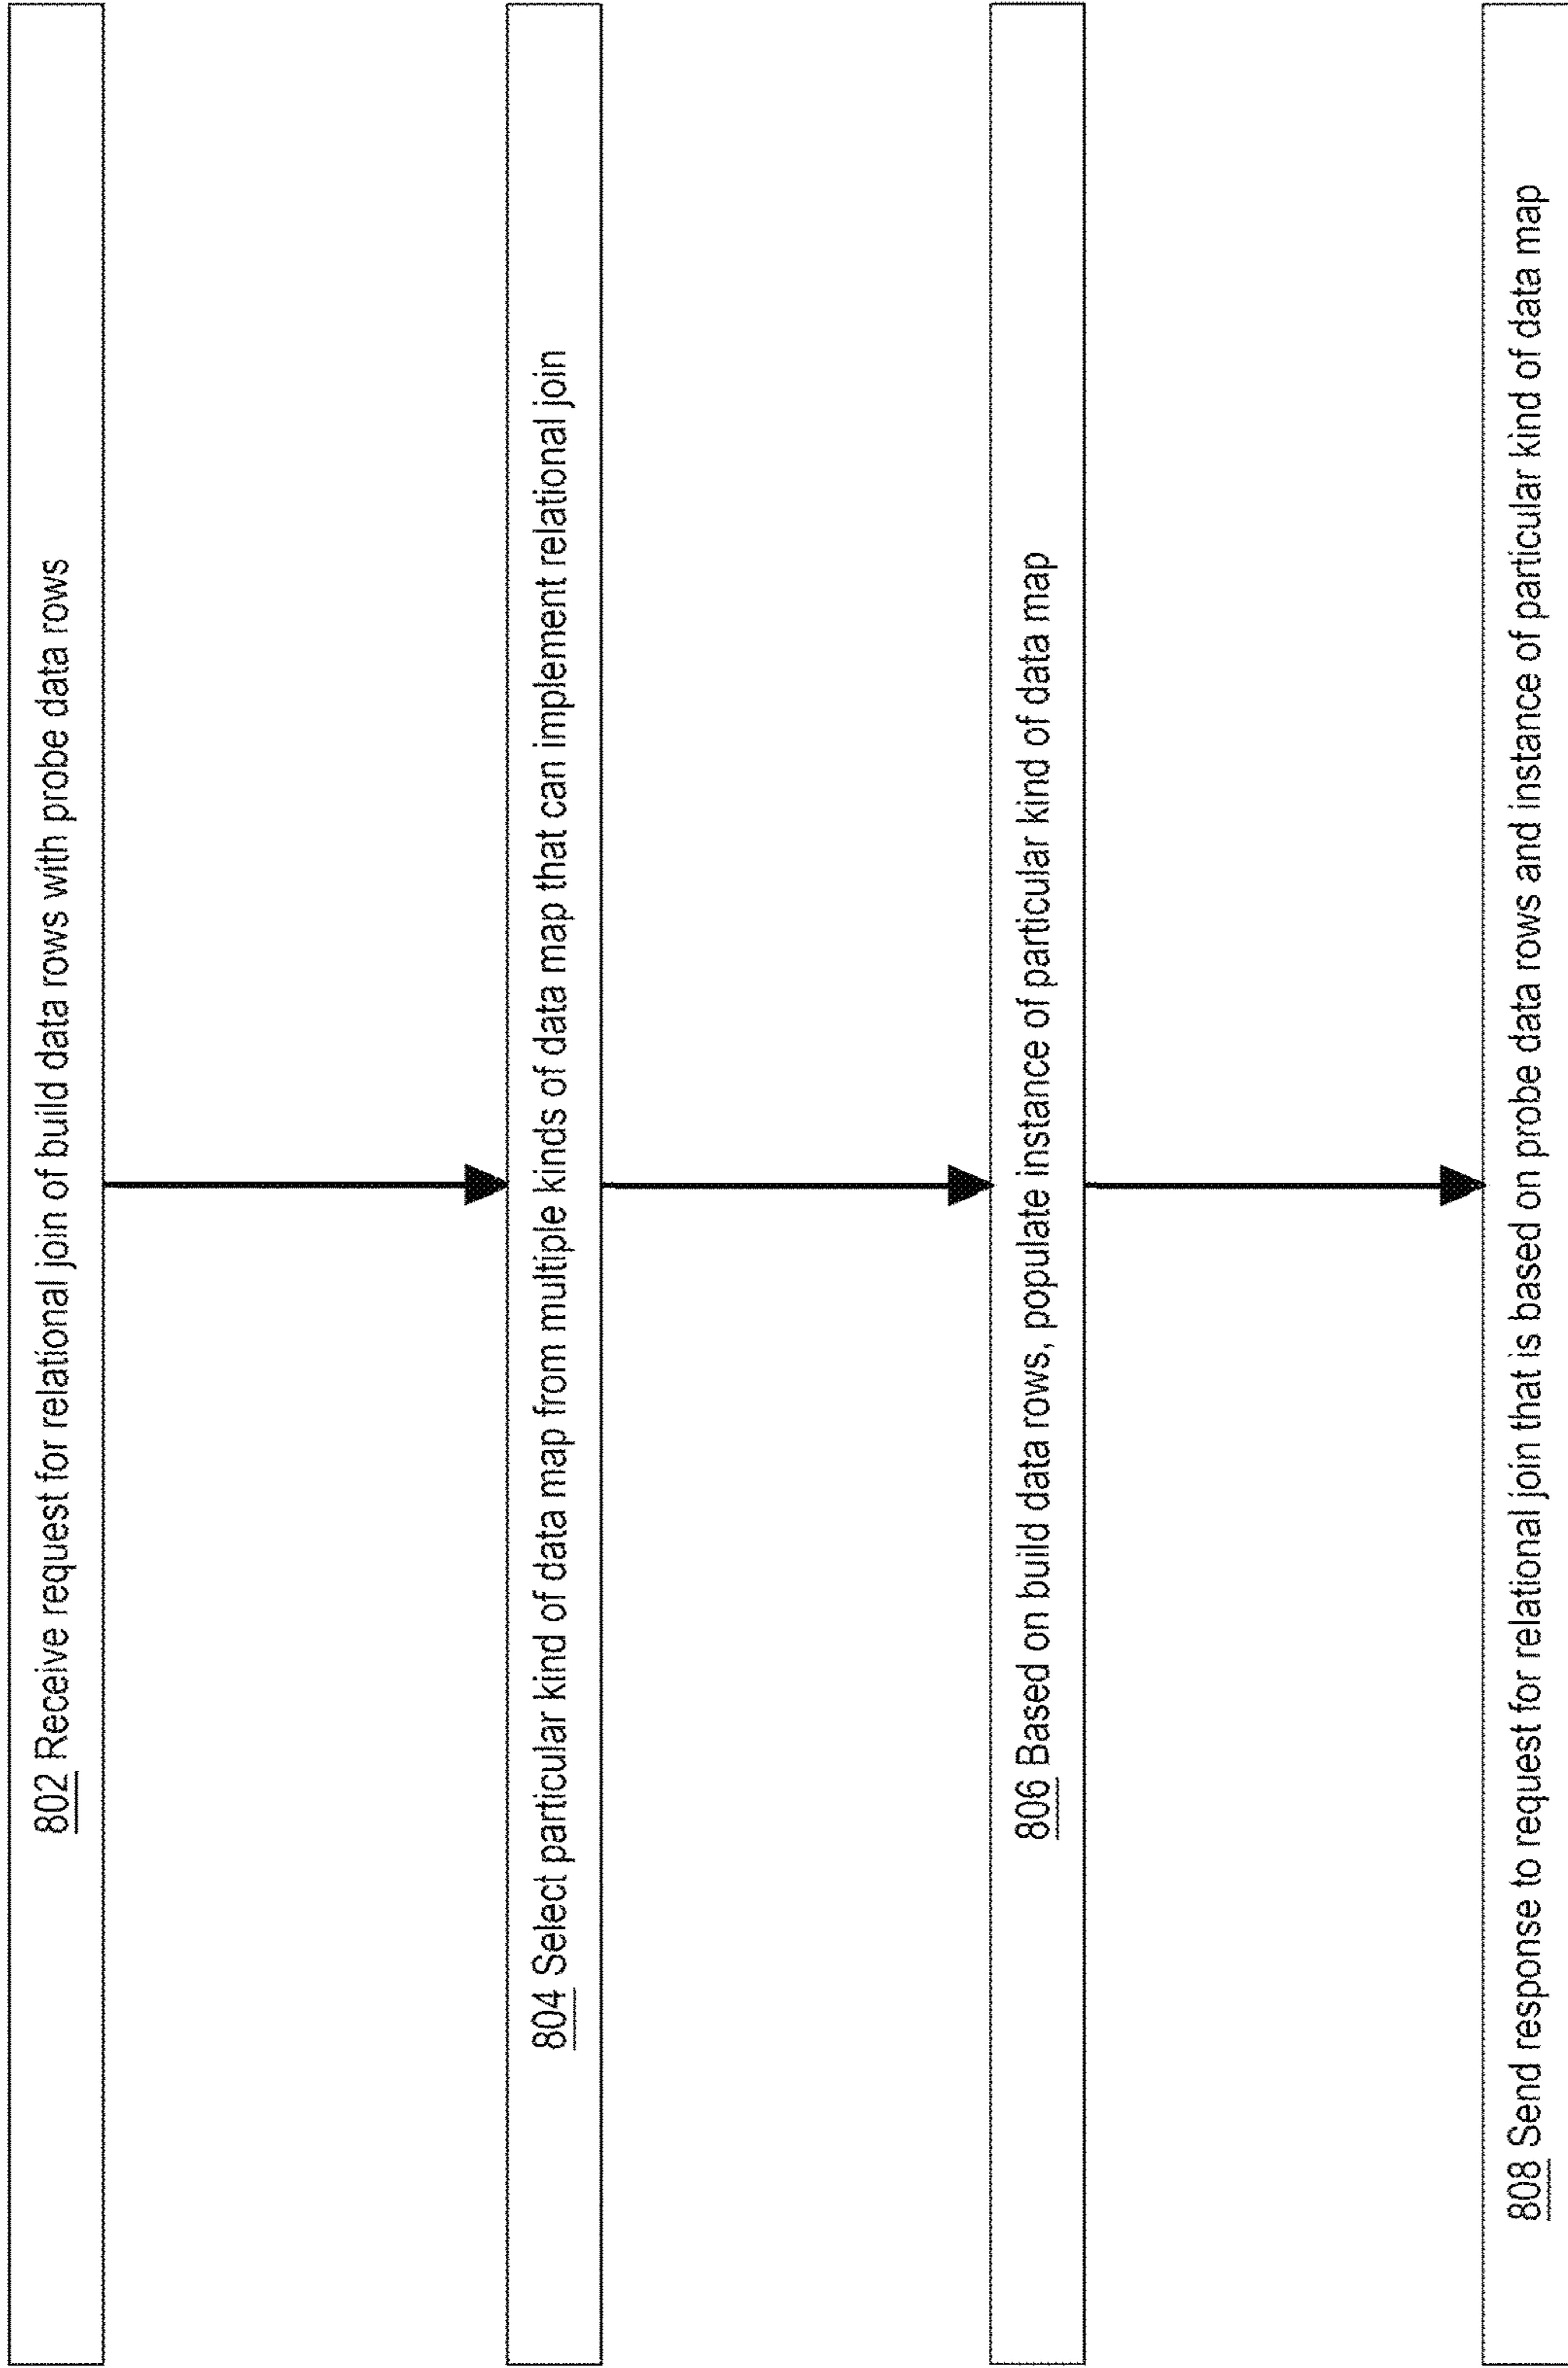 802 Receive request for relational join of build data rows with probe data rows
804 Select particular kind of data map from multiple kinds of data map that can implement relational join
806 Based on build data rows, populate instance of particular kind of data map
808 Send response to request for relational join that is based on probe data rows and instance of particular kind of data map